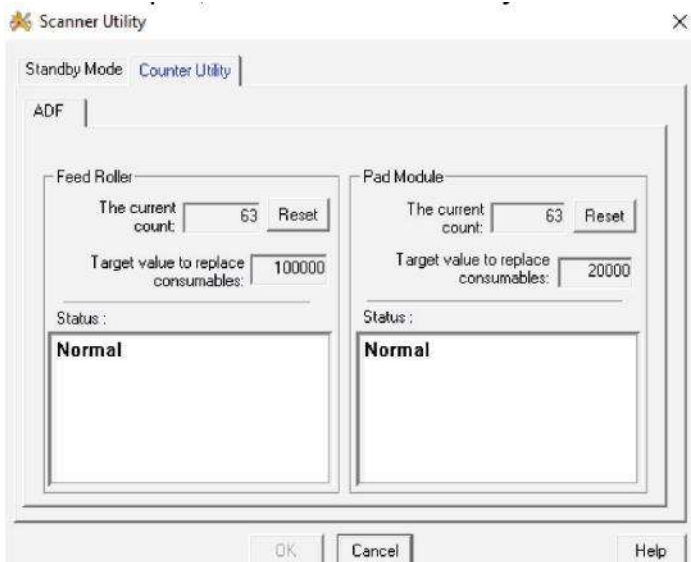 Scanner Utility
Standby Mode Counter Utility
ADF
Feed Roller
The current count: 63 Reset
Target value to replace consumables: 100000
Status :
Normal
Pad Module
The current count: 63 Reset
Target value to replace consumables: 20000
Status :
Normal
OK Cancel Help